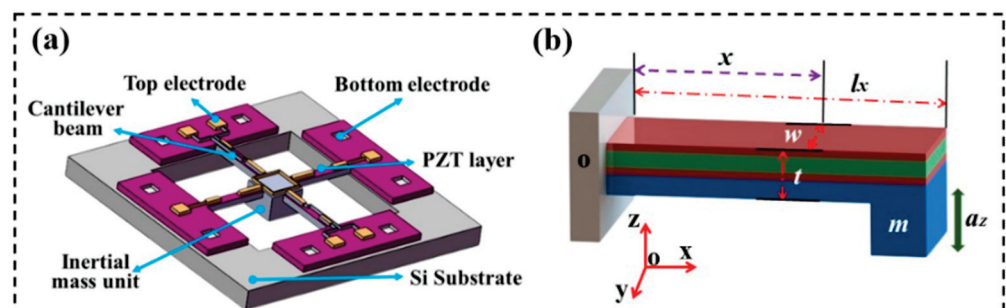 (a)
Top electrode
Cantilever
beam
Bottom electrode
PZT layer
Inertial
mass unit
Si Substrate
(b)
x
lx
w
o
t
m
az
z
o
x
y